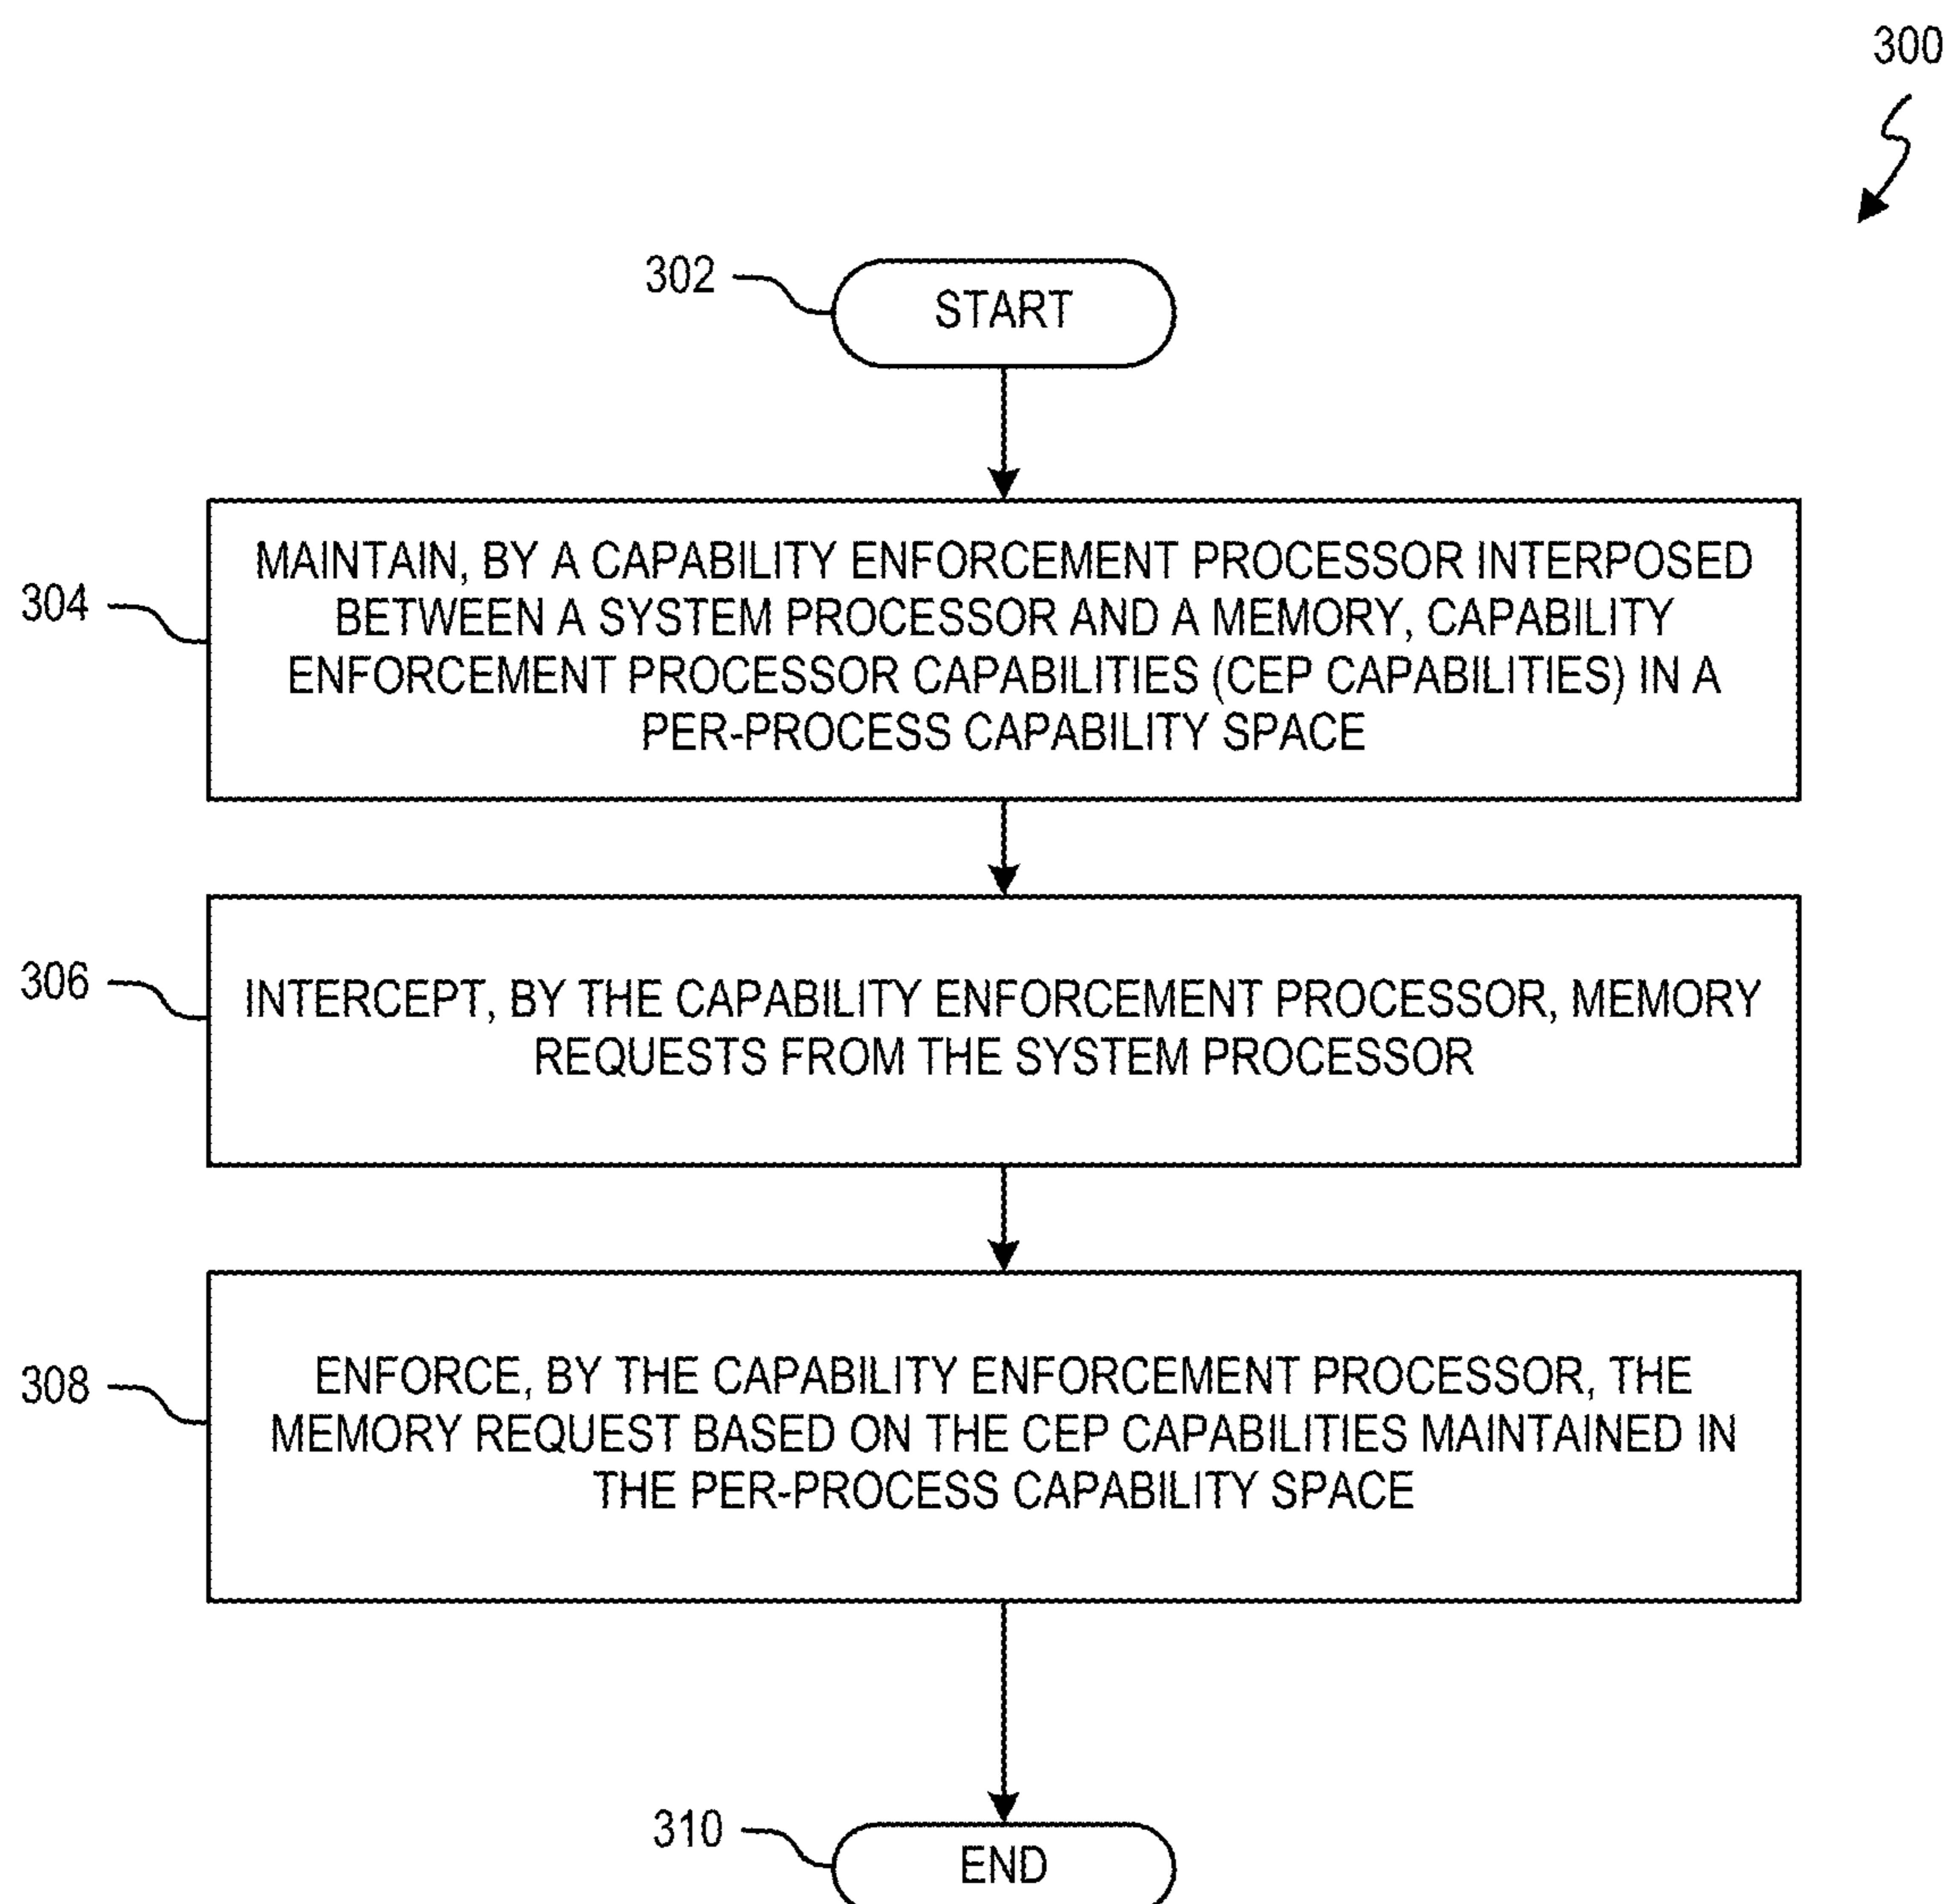 300
302
START
304
MAINTAIN, BY A CAPABILITY ENFORCEMENT PROCESSOR INTERPOSED
BETWEEN A SYSTEM PROCESSOR AND A MEMORY, CAPABILITY
ENFORCEMENT PROCESSOR CAPABILITIES (CEP CAPABILITIES) IN A
PER-PROCESS CAPABILITY SPACE
306
INTERCEPT, BY THE CAPABILITY ENFORCEMENT PROCESSOR, MEMORY
REQUESTS FROM THE SYSTEM PROCESSOR
308
ENFORCE, BY THE CAPABILITY ENFORCEMENT PROCESSOR, THE
MEMORY REQUEST BASED ON THE CEP CAPABILITIES MAINTAINED IN
THE PER-PROCESS CAPABILITY SPACE
310
END